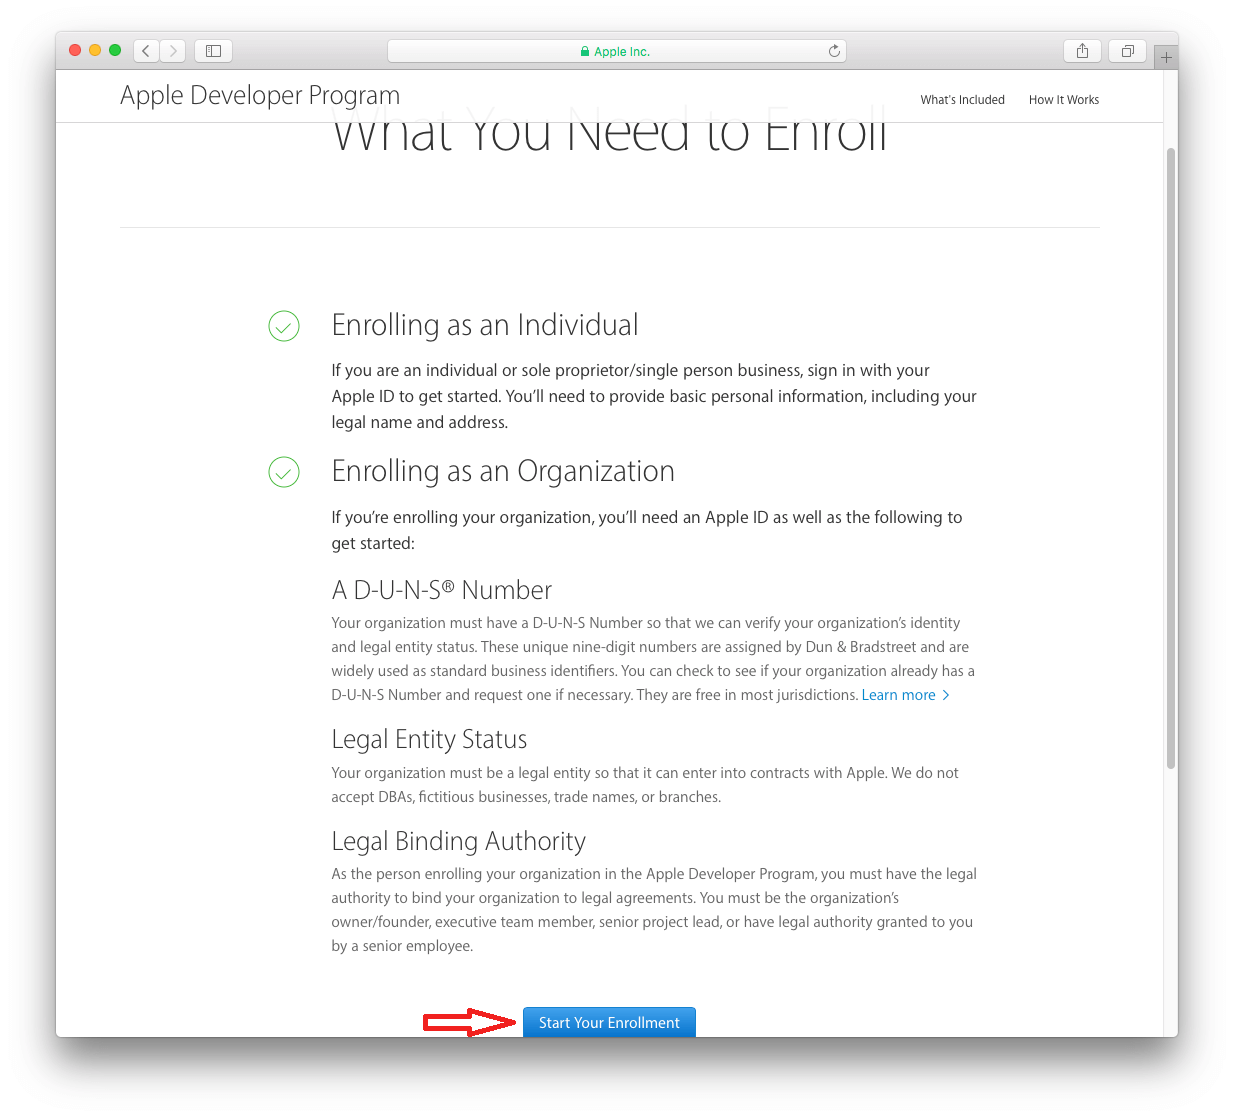 Apple Inc.
Apple Developer Program
What's Included
How It Works
What You Need to Enroll
Enrolling as an Individual
If you are an individual or sole proprietor/single person business, sign in with your
Apple ID to get started. You’ll need to provide basic personal information, including your
legal name and address.
Enrolling as an Organization
If you’re enrolling your organization, you’ll need an Apple ID as well as the following to
get started:
A D-U-N-S® Number
Your organization must have a D-U-N-S Number so that we can verify your organization’s identity
and legal entity status. These unique nine-digit numbers are assigned by Dun & Bradstreet and are
widely used as standard business identifiers. You can check to see if your organization already has a
D-U-N-S Number and request one if necessary. They are free in most jurisdictions. Learn more
Legal Entity Status
Your organization must be a legal entity so that it can enter into contracts with Apple. We do not
accept DBAs, fictitious businesses, trade names, or branches.
Legal Binding Authority
As the person enrolling your organization in the Apple Developer Program, you must have the legal
authority to bind your organization to legal agreements. You must be the organization’s
owner/founder, executive team member, senior project lead, or have legal authority granted to you
by a senior employee.
Start Your Enrollment